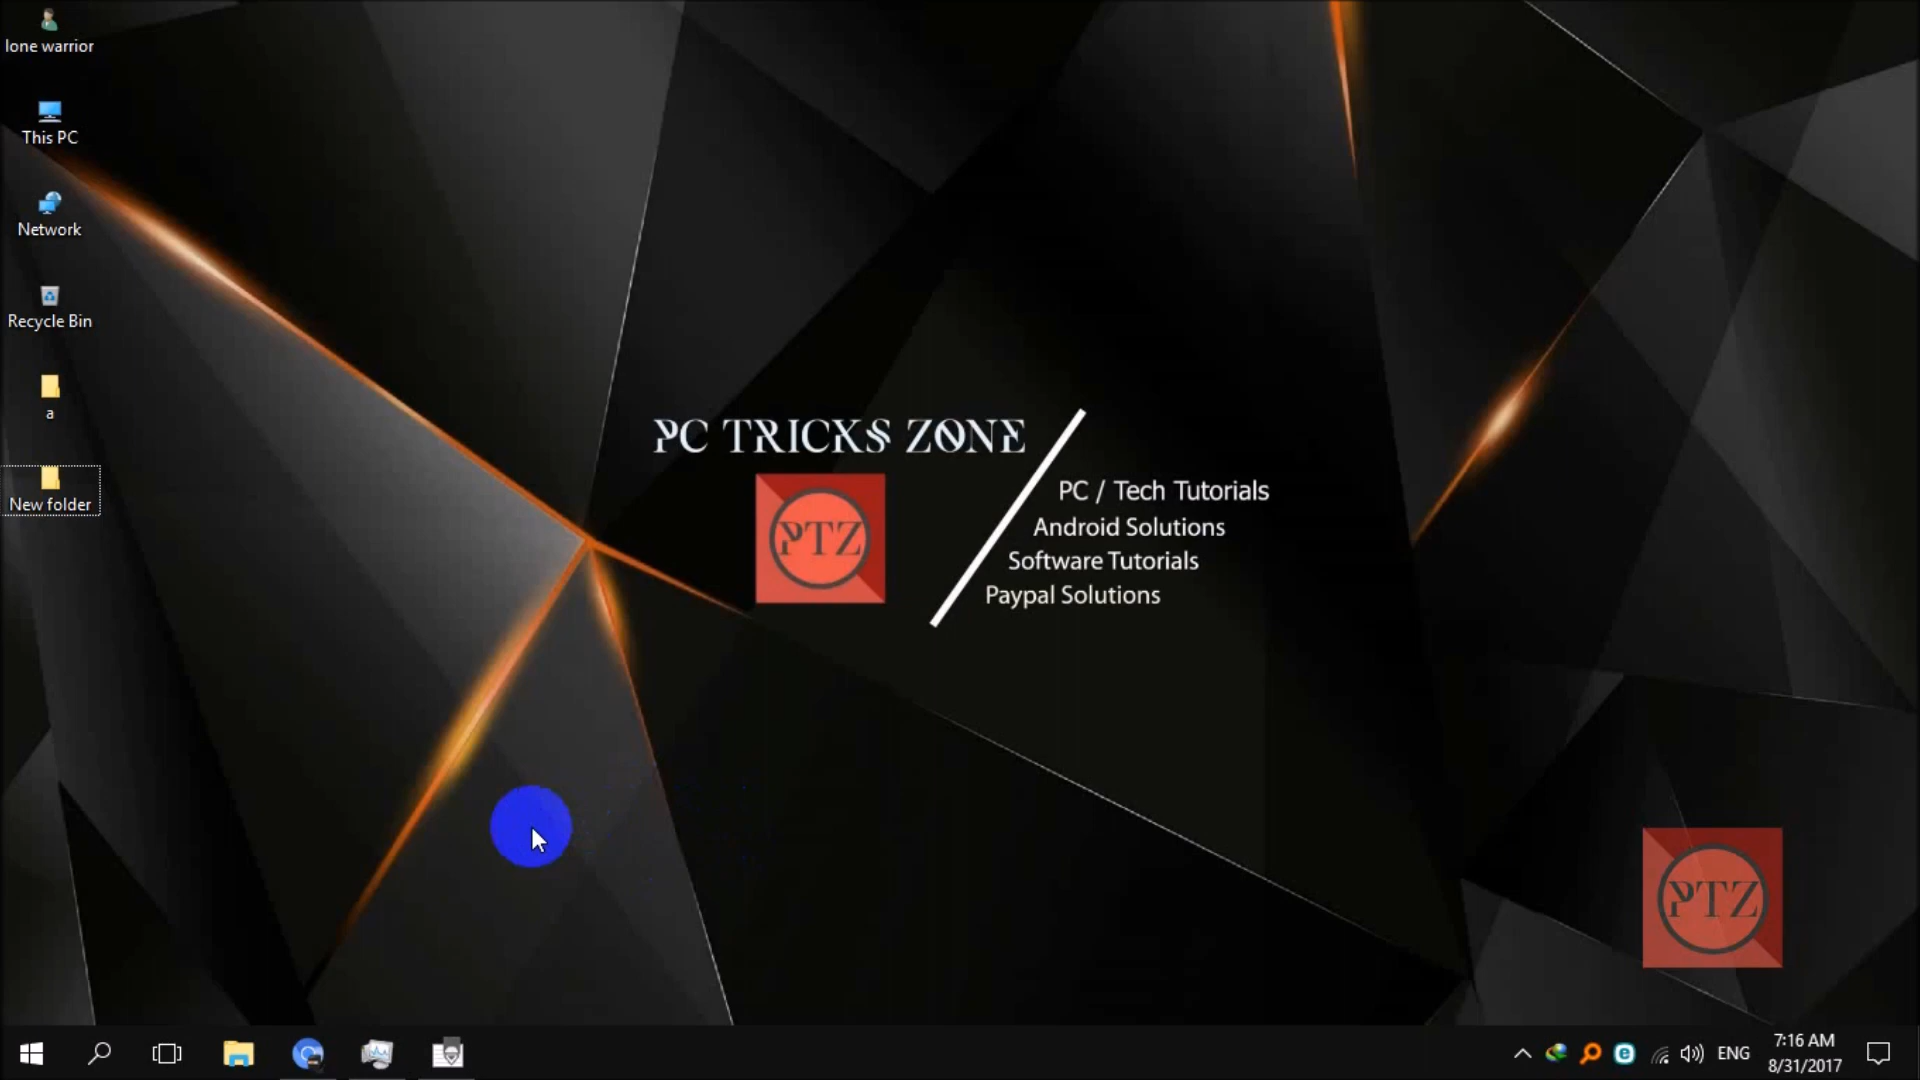 lone warrior
This PC
Network
Recycle Bin
a
New folder
PC TRICKS ZONE
PTZ
PC / Tech Tutorials
Android Solutions
Software Tutorials
Paypal Solutions
PTZ
ENG
7:16 AM
8/31/2017